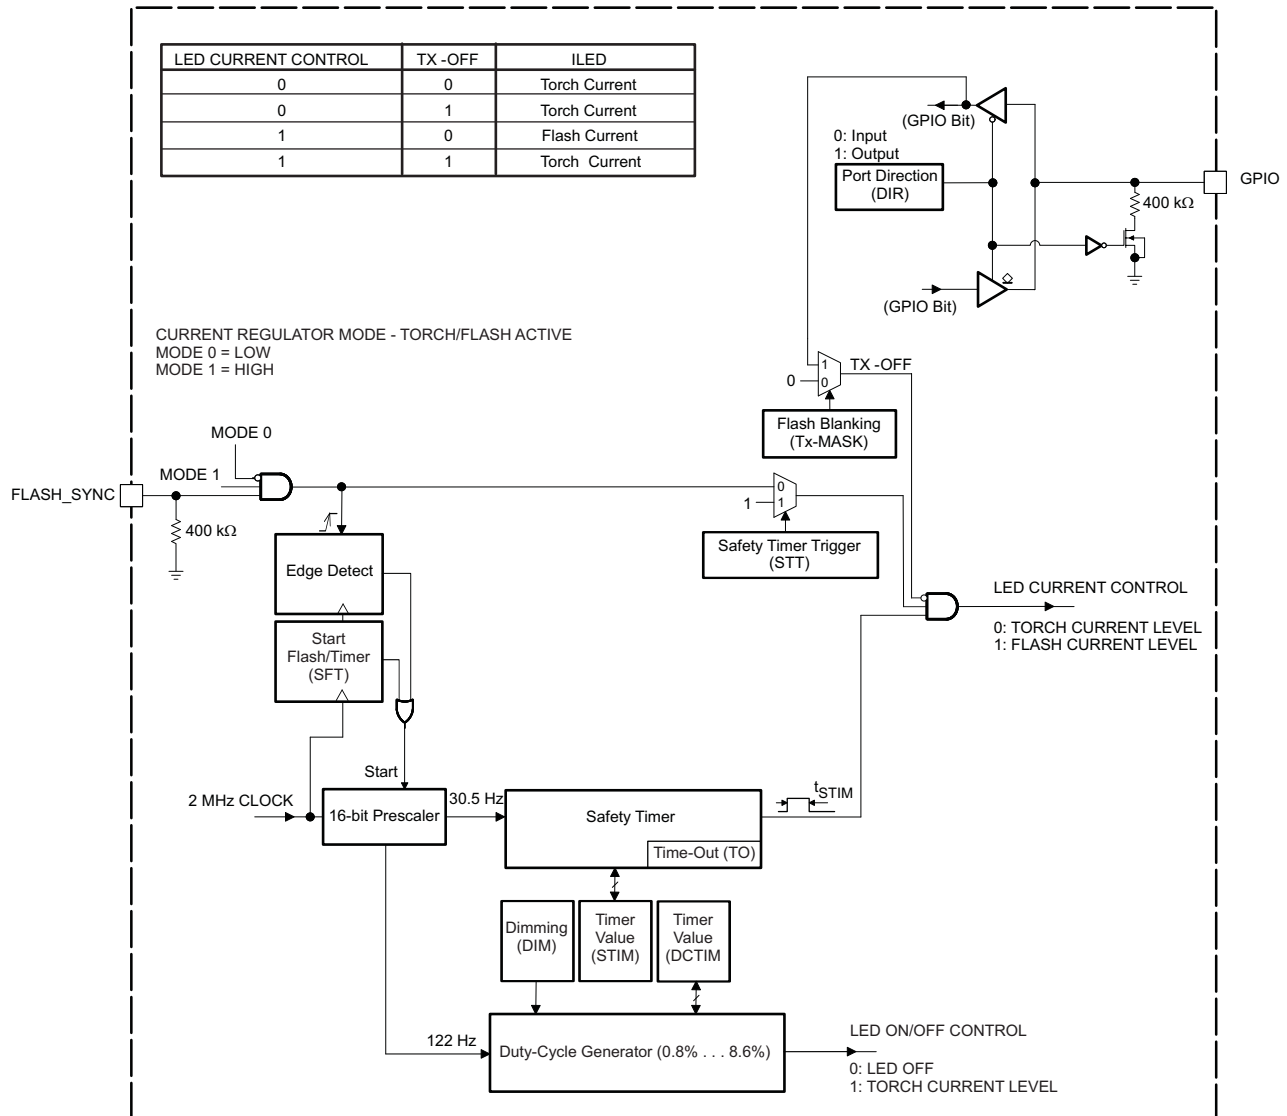 LED CURRENT CONTROL TX -OFF ILED
0 0 Torch Current
0 1 Torch Current
1 0 Flash Current
1 1 Torch Current
(GPIO Bit)
0: Input
1: Output
Port Direction
(DIR)
GPIO
400 kΩ
(GPIO Bit)
CURRENT REGULATOR MODE - TORCH/FLASH ACTIVE
MODE 0 = LOW
MODE 1 = HIGH
1
0
0
TX -OFF
Flash Blanking
(Tx-MASK)
MODE 0
MODE 1
FLASH_SYNC
400 kΩ
0
1
1
Safety Timer Trigger
(STT)
Edge Detect
Start
Flash/Timer
(SFT)
LED CURRENT CONTROL
0: TORCH CURRENT LEVEL
1: FLASH CURRENT LEVEL
Start
2 MHz CLOCK
16-bit Prescaler
30.5 Hz
Safety Timer
Time-Out (TO)
tSTIM
Dimming
(DIM)
Timer
Value
(STIM)
Timer
Value
(DCTIM
122 Hz
Duty-Cycle Generator (0.8% . . . 8.6%)
LED ON/OFF CONTROL
0: LED OFF
1: TORCH CURRENT LEVEL